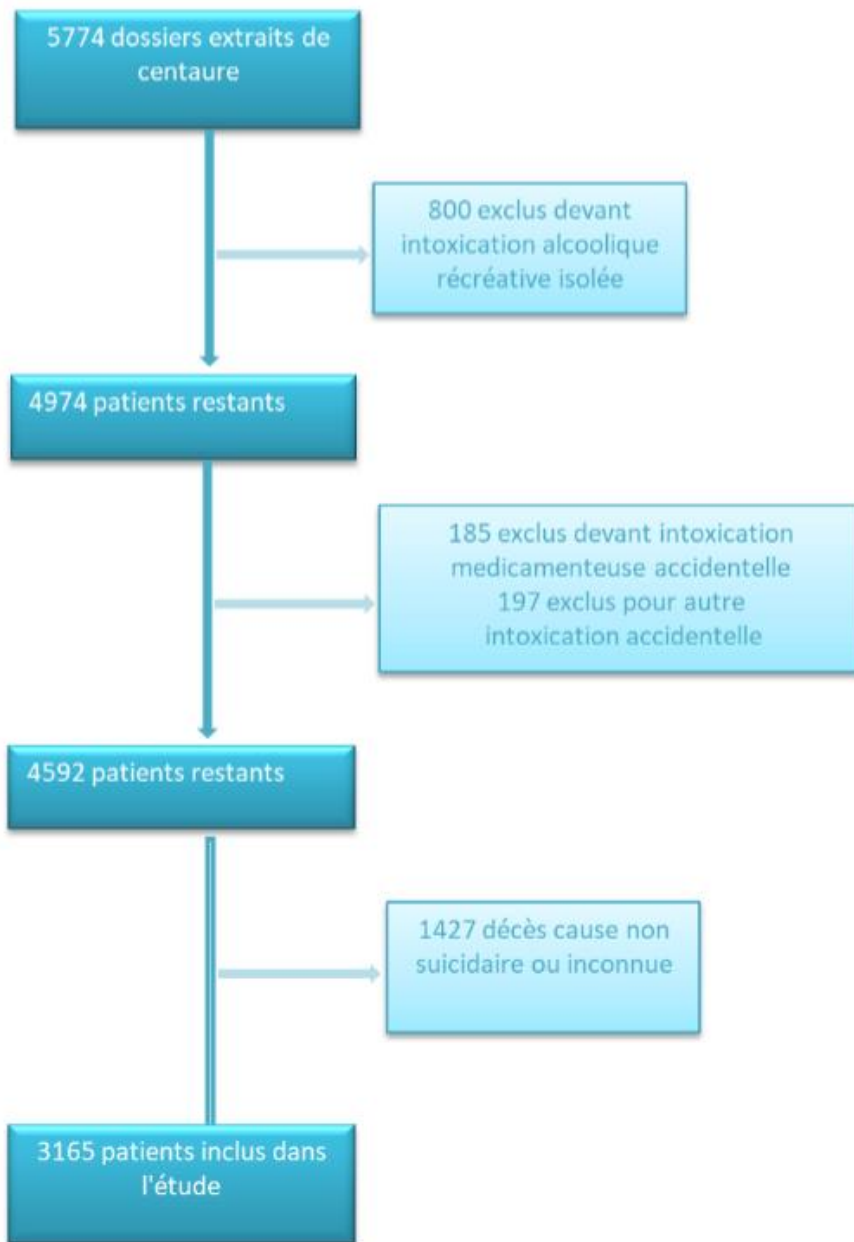 5774 dossiers extraits de
centaure
800 exclus devant
intoxication alcoolique
récréative isolée
4974 patients restants
185 exclus devant intoxication
medicamenteuse accidentelle
197 exclus pour autre
intoxication accidentelle
4592 patients restants
1427 décès cause non
suicidaire ou inconnue
3165 patients inclus dans
l'étude